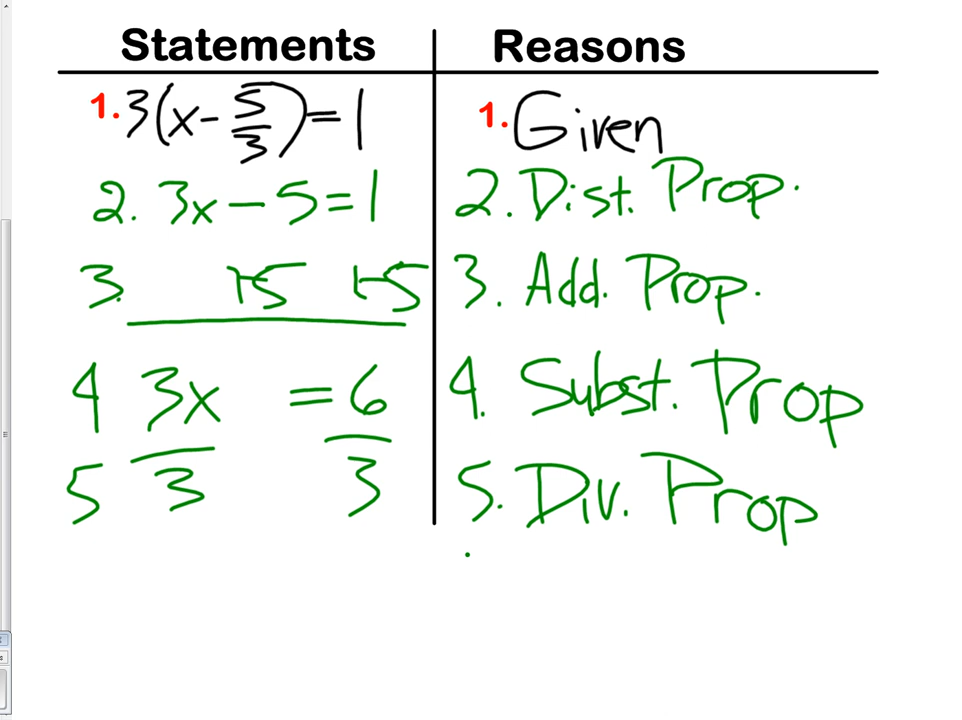 Statements Reasons
1. 3(x - 5/3) = 1 1. Given
2. 3x - 5 = 1 2. Dist. Prop.
3. +5 +5 3. Add. Prop.
4 3x = 6 4. Subst. Prop
5 3 3 5. Div. Prop